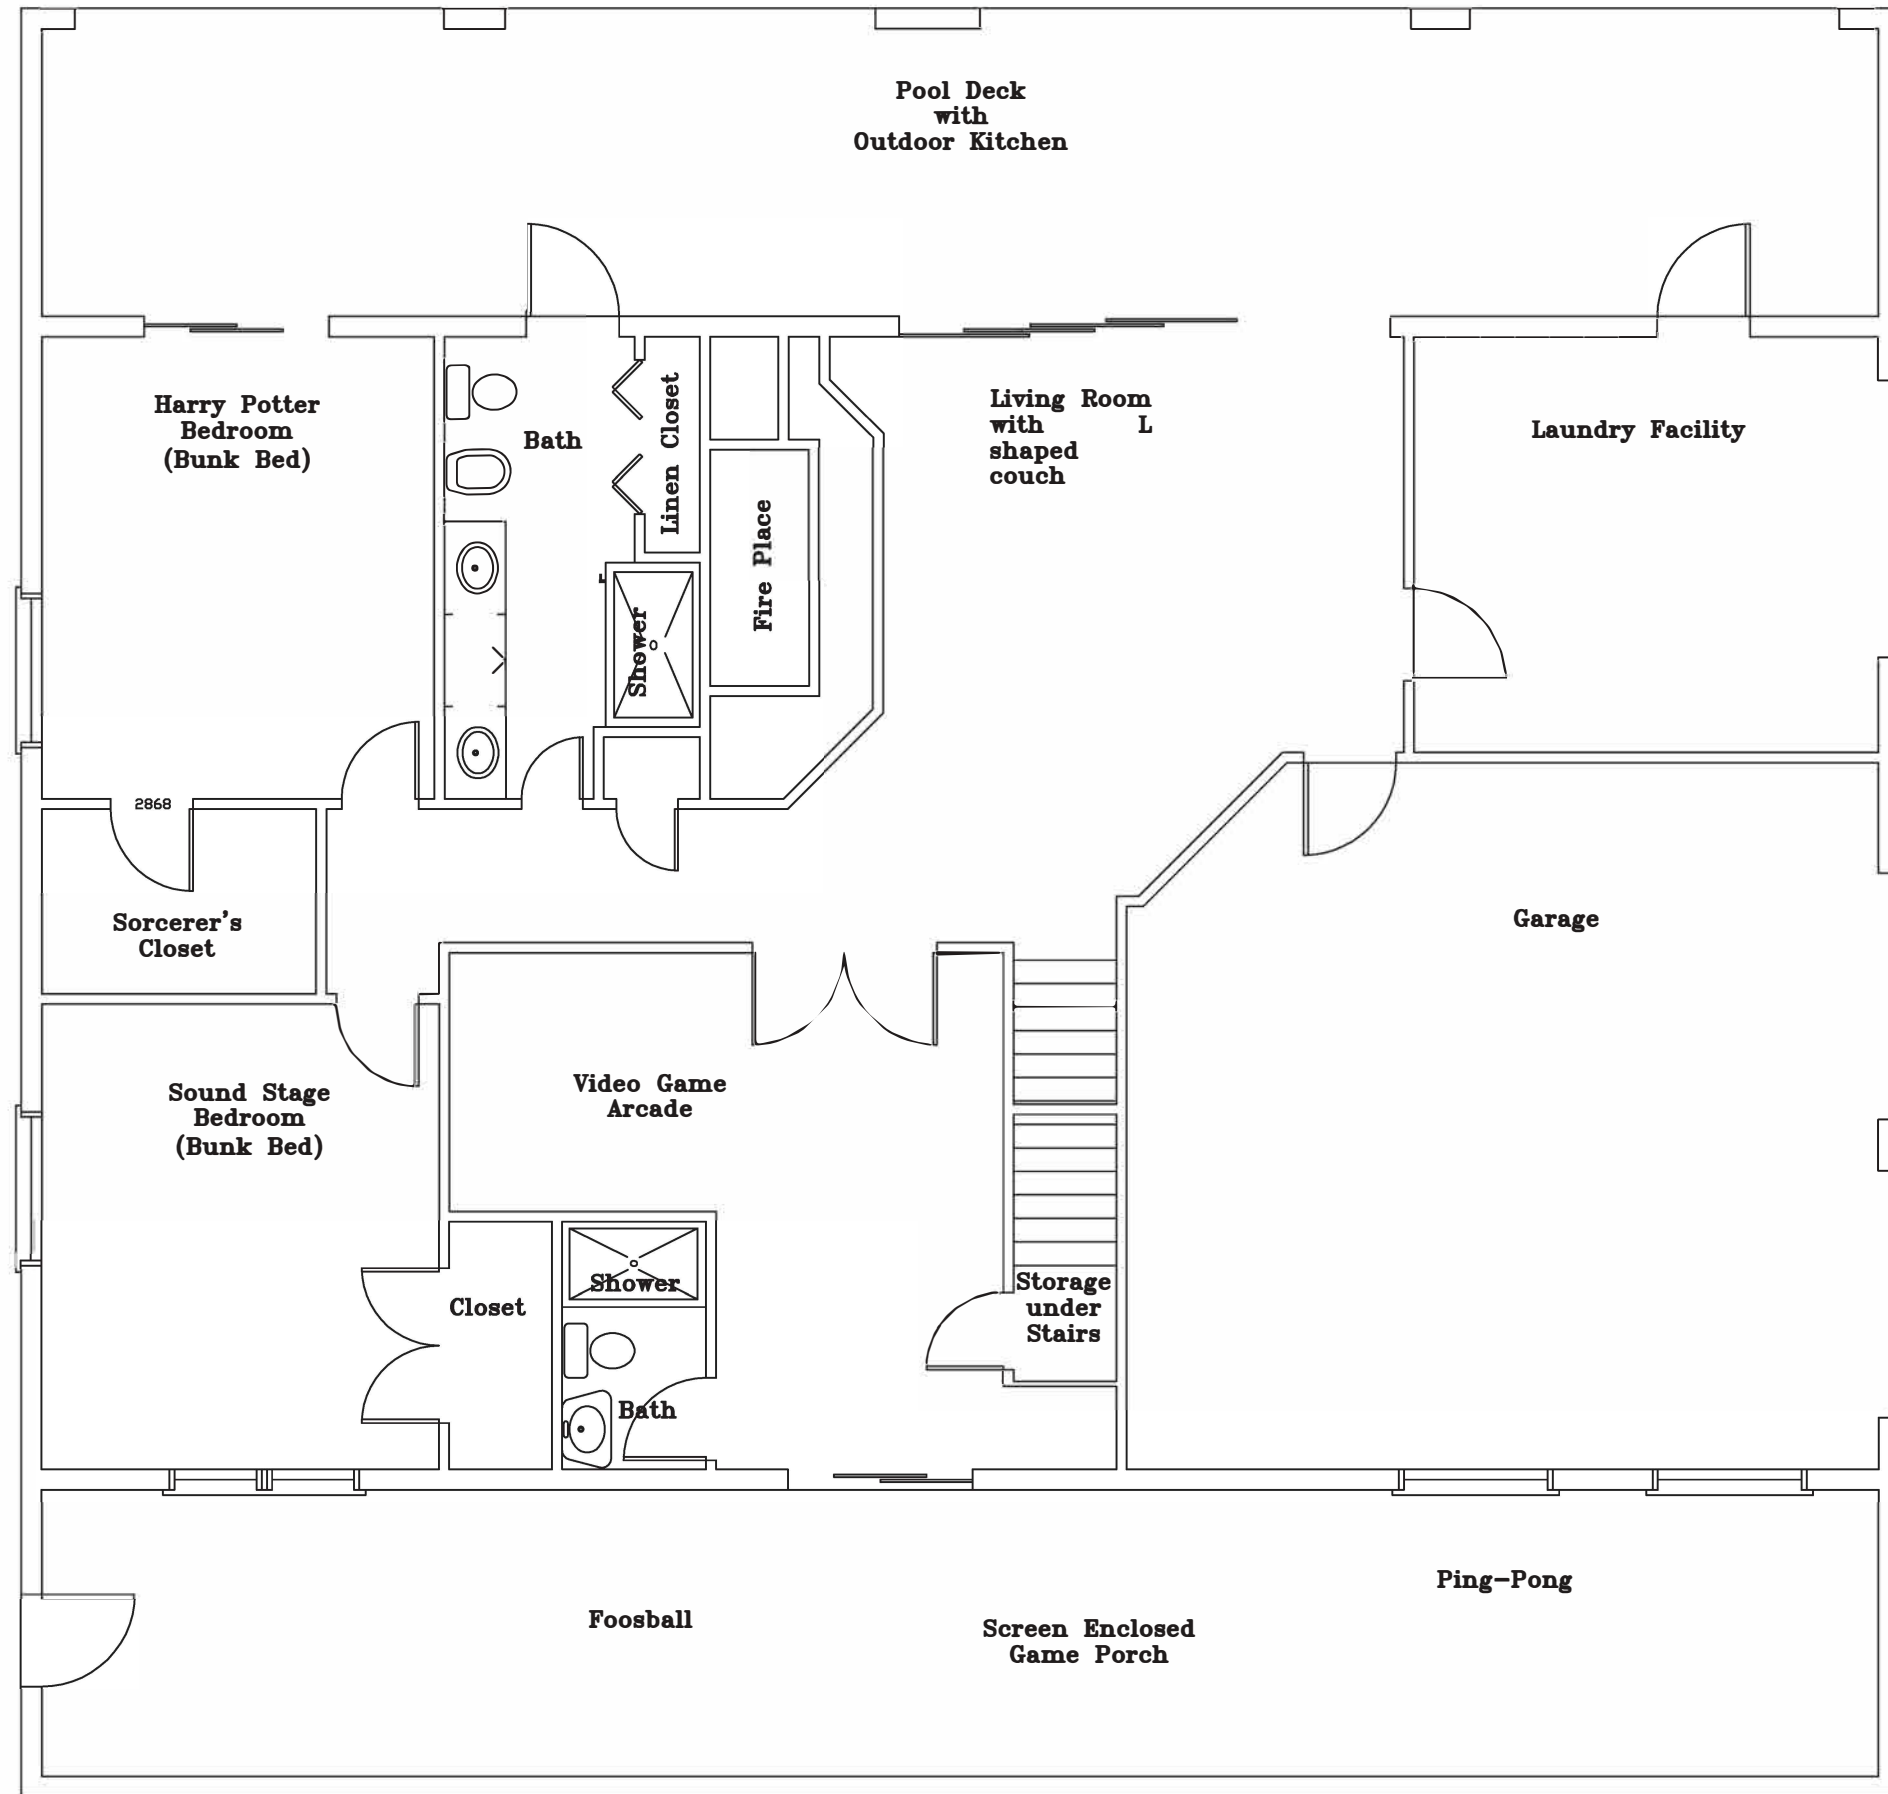 Pool Deck
with
Outdoor Kitchen
Harry Potter
Bedroom
(Bunk Bed)
Bath
Linen Closet
Fire Place
Shower
Living Room
with L
shaped
couch
Laundry Facility
2868
Sorcerer's
Closet
Garage
Sound Stage
Bedroom
(Bunk Bed)
Video Game
Arcade
Closet
Shower
Bath
Storage
under
Stairs
Foosball
Screen Enclosed
Game Porch
Ping-Pong